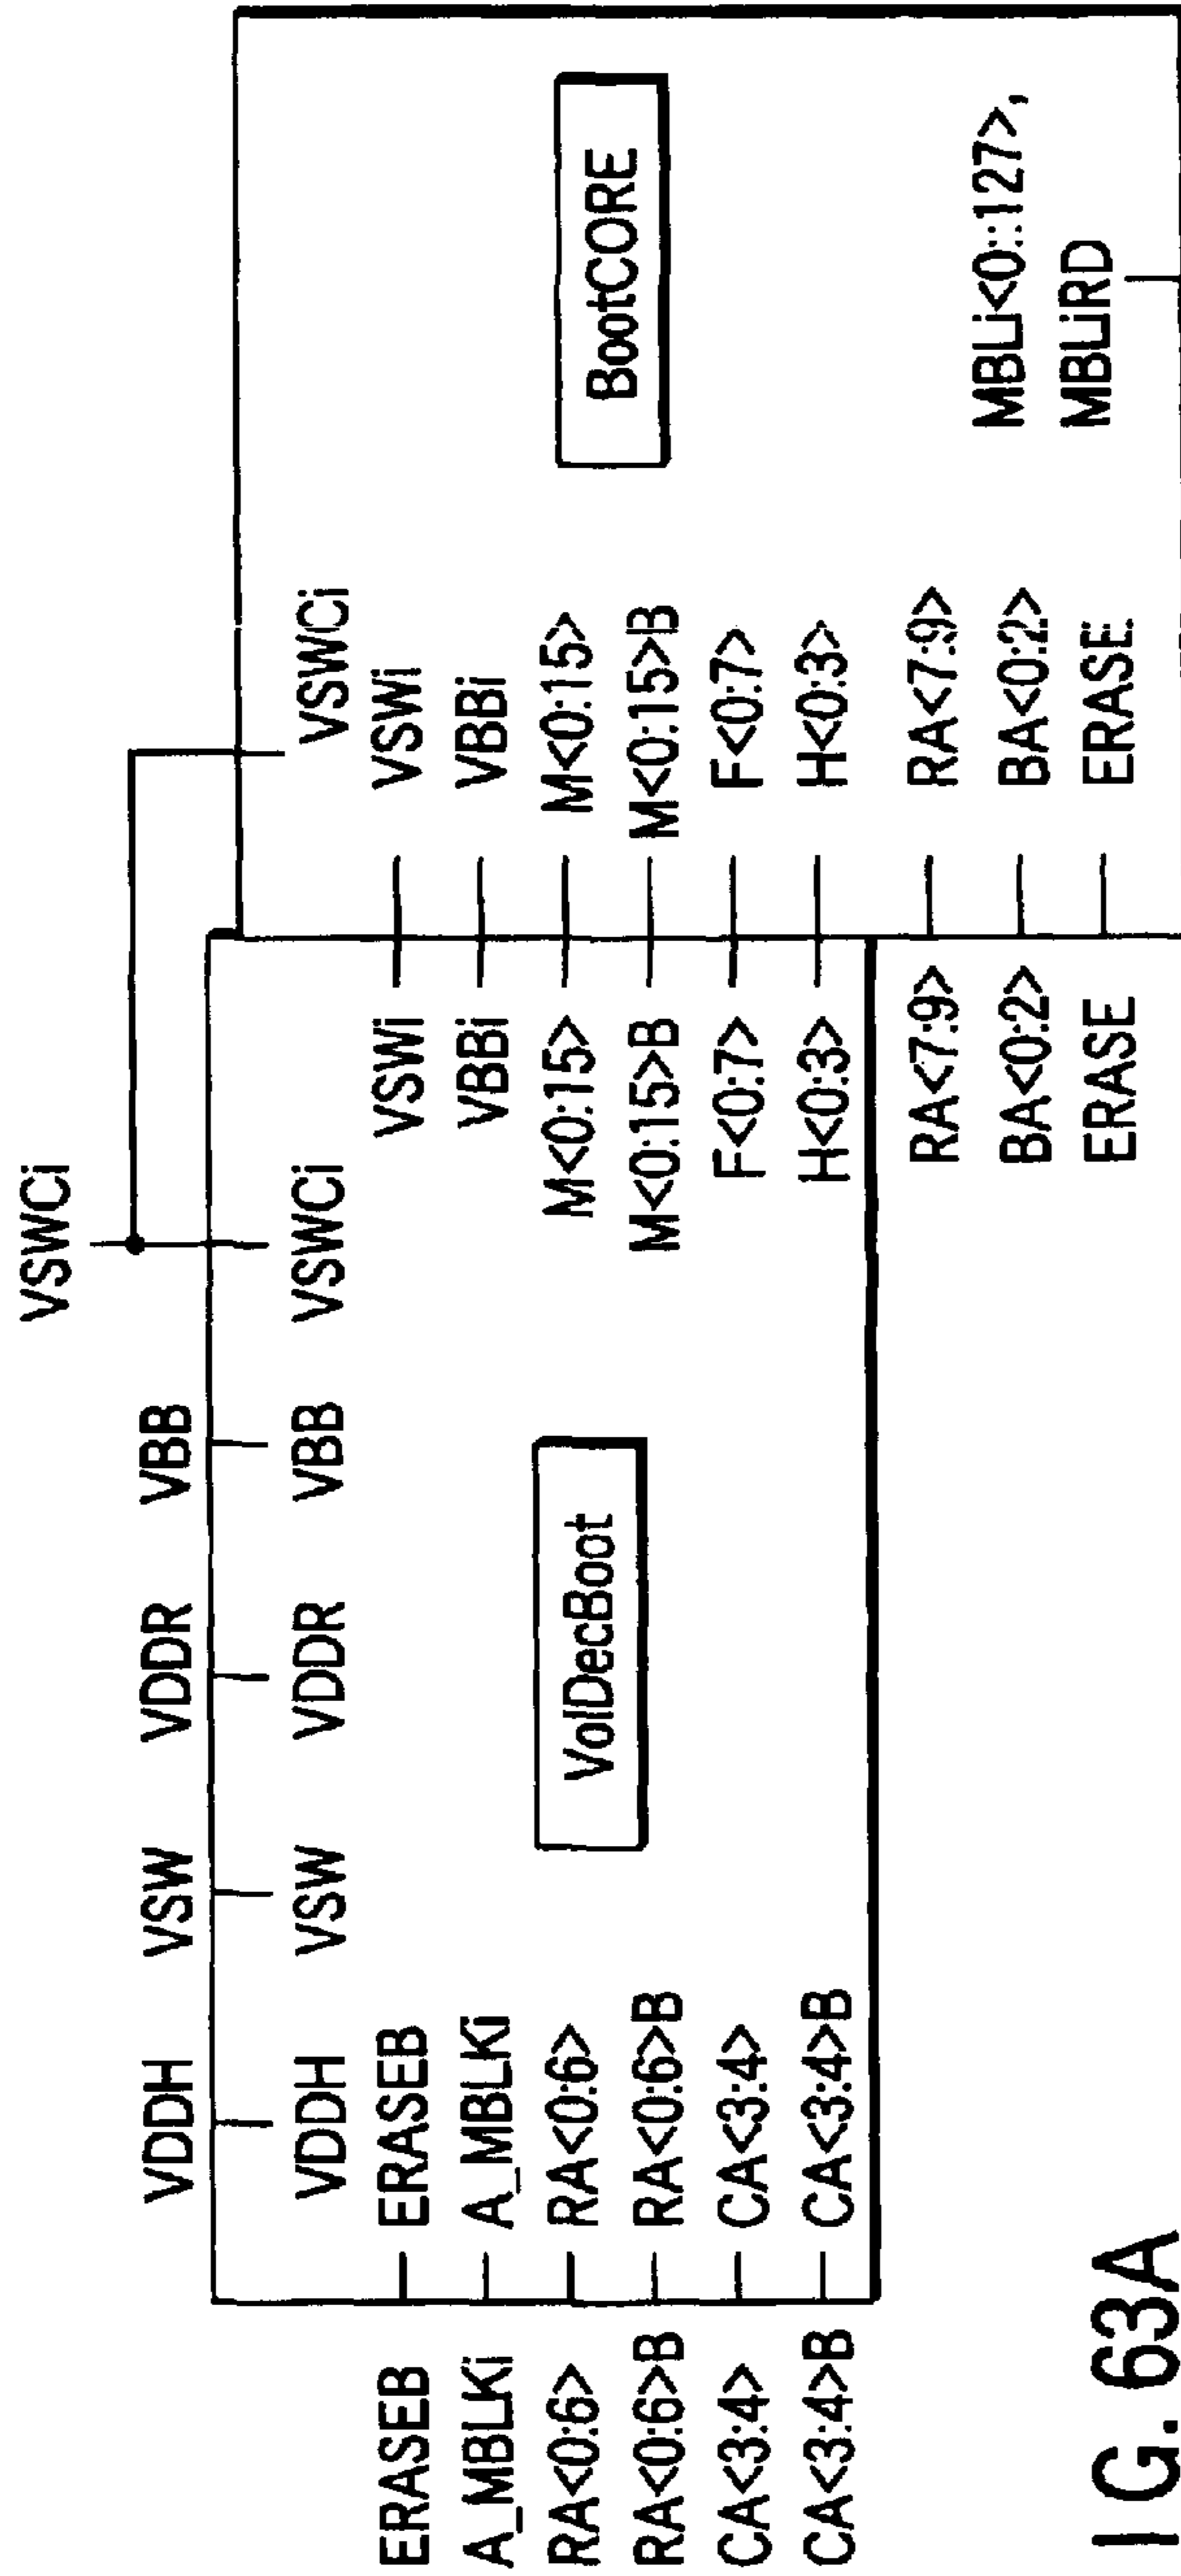 VSWCi
VDDH VSW VDDR VBB
VDDH VSW VDDR VBB VSWCi VSWCi
ERASEB ERASEB VSWi VSWi
A_MBLKi A_MBLKi VBBi VBBi
RA<0:6> RA<0:6> M<0:15> M<0:15>
RA<0:6>B RA<0:6>B M<0:15>B M<0:15>B
CA<3:4> CA<3:4> F<0:7> F<0:7>
CA<3:4>B CA<3:4>B H<0:3> H<0:3>
VolDecBoot
BootCORE
RA<7:9> RA<7:9>
BA<0:2> BA<0:2>
ERASE ERASE
MBLi<0::127>,
MBLiRD
IG. 63A